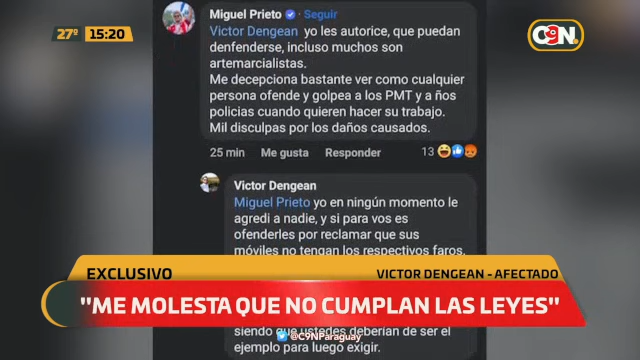 27°
15:20
C9N
Miguel Prieto · Seguir
Victor Dengean yo les autorice, que puedan
denfenderse, incluso muchos son
artemarcialistas.
Me decepciona bastante ver como cualquier
persona ofende y golpea a los PMT y a ños
policias cuando quieren hacer su trabajo.
Mil disculpas por los daños causados.
25 min Me gusta Responder 13
Victor Dengean
Miguel Prieto yo en ningún momento le
agredi a nadie, y si para vos es
ofenderles por reclamar que sus
móviles no tengan los respectivos faros,
EXCLUSIVO
VICTOR DENGEAN - AFECTADO
"ME MOLESTA QUE NO CUMPLAN LAS LEYES"
siendo que ustedes deberían de ser el
@C9NParaguay
ejemplo para luego exigir.